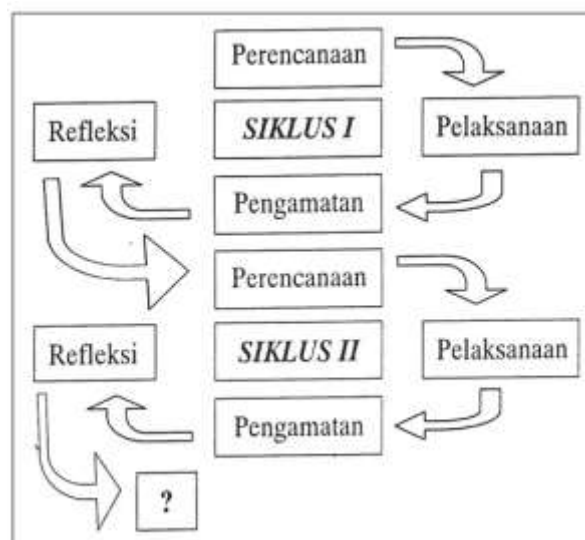 Perencanaan
Refleksi
SIKLUS I
Pelaksanaan
Pengamatan
Perencanaan
Refleksi
SIKLUS II
Pelaksanaan
Pengamatan
?